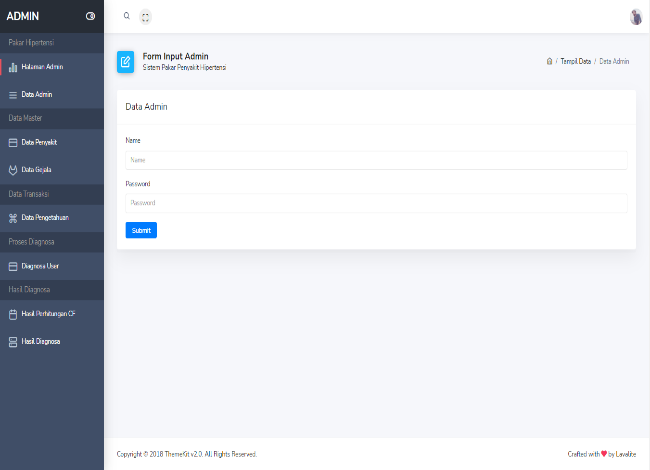 ADMIN
Pakar Hipertensi
Halaman Admin
Data Admin
Data Master
Data Penyakit
Data Gejala
Data Transaksi
Data Pengetahuan
Proses Diagnosa
Diagnosa User
Hasil Diagnosa
Hasil Perhitungan CF
Hasil Diagnosa
Form Input Admin
Sistem Pakar Penyakit Hipertensi
/ Tampil Data / Data Admin
Data Admin
Name
Name
Password
Password
Submit
Copyright © 2018 ThemeKit v2.0. All Rights Reserved.
Crafted with ❤ by Lavalite